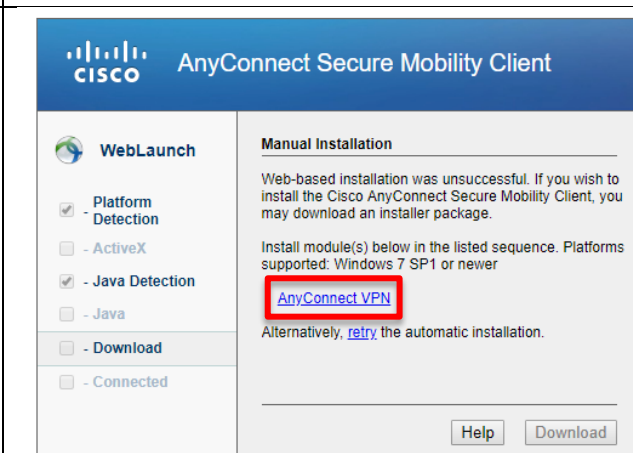 CISCO
AnyConnect Secure Mobility Client
WebLaunch
- Platform
Detection
- ActiveX
- Java Detection
- Java
- Download
- Connected
Manual Installation
Web-based installation was unsuccessful. If you wish to
install the Cisco AnyConnect Secure Mobility Client, you
may download an installer package.
Install module(s) below in the listed sequence. Platforms
supported: Windows 7 SP1 or newer
AnyConnect VPN
Alternatively, retry the automatic installation.
Help
Download